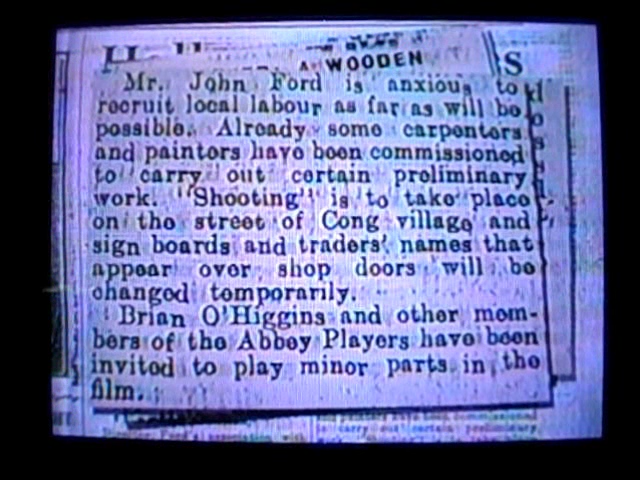 A WOODEN
Mr. John Ford is anxious to
recruit local labour as far as will be
possible. Already some carpenters
and painters have been commissioned
to carry out certain preliminary
work. "Shooting" is to take place
on the street of Cong village and
sign boards and traders' names that
appear over shop doors will be
changed temporarily.
Brian O'Higgins and other mem-
bers of the Abbey Players have been
invited to play minor parts in the
film.